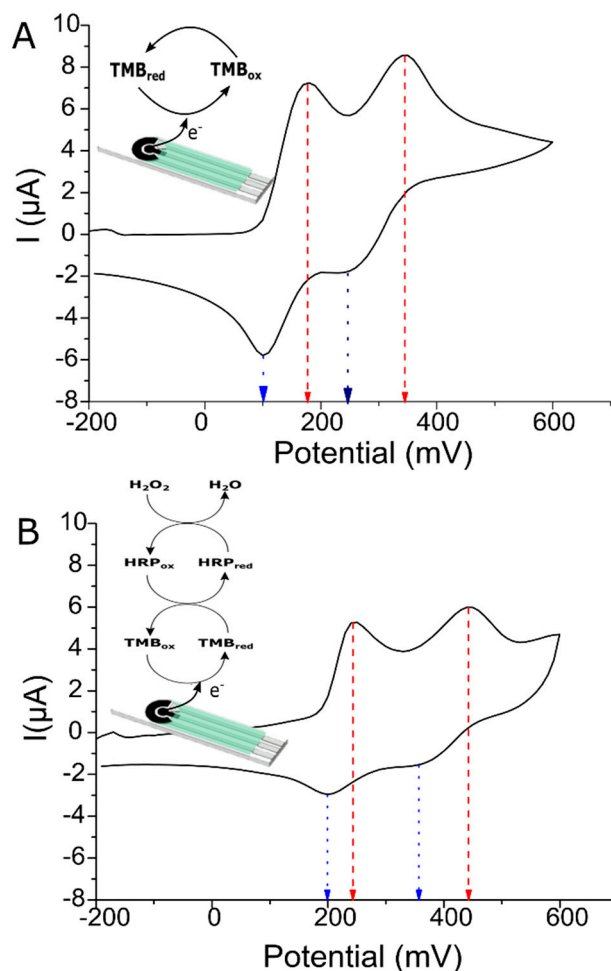 A
10
8
6
4
2
0
-2
-4
-6
-8
I (µA)
TMBred TMBox
e-
-200 0 200 400 600
Potential (mV)
B
H₂O₂ H₂O
HRPox HRPred
TMBox TMBred
e-
10
8
6
4
2
0
-2
-4
-6
-8
I(µA)
-200 0 200 400 600
Potential (mV)